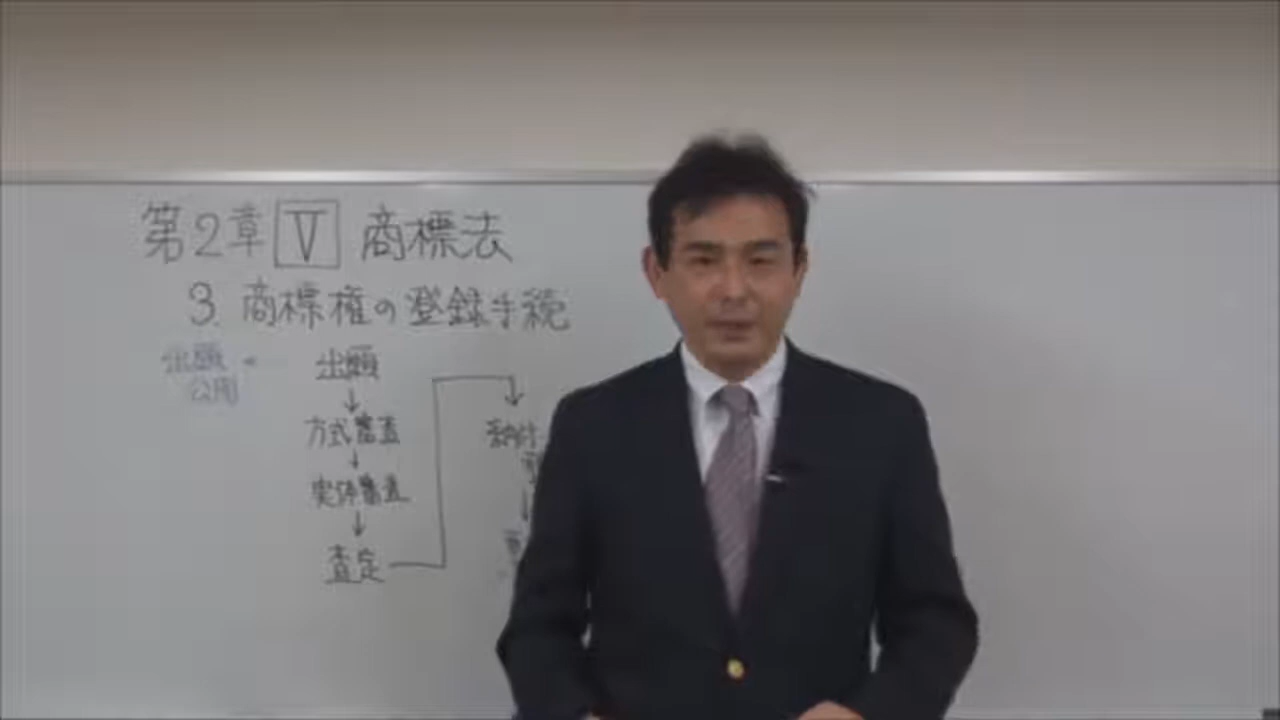 第2章 Ⅴ 商標法
3. 商標権の登録手続
出願
公開
出願
方式審査
実体審査
査定